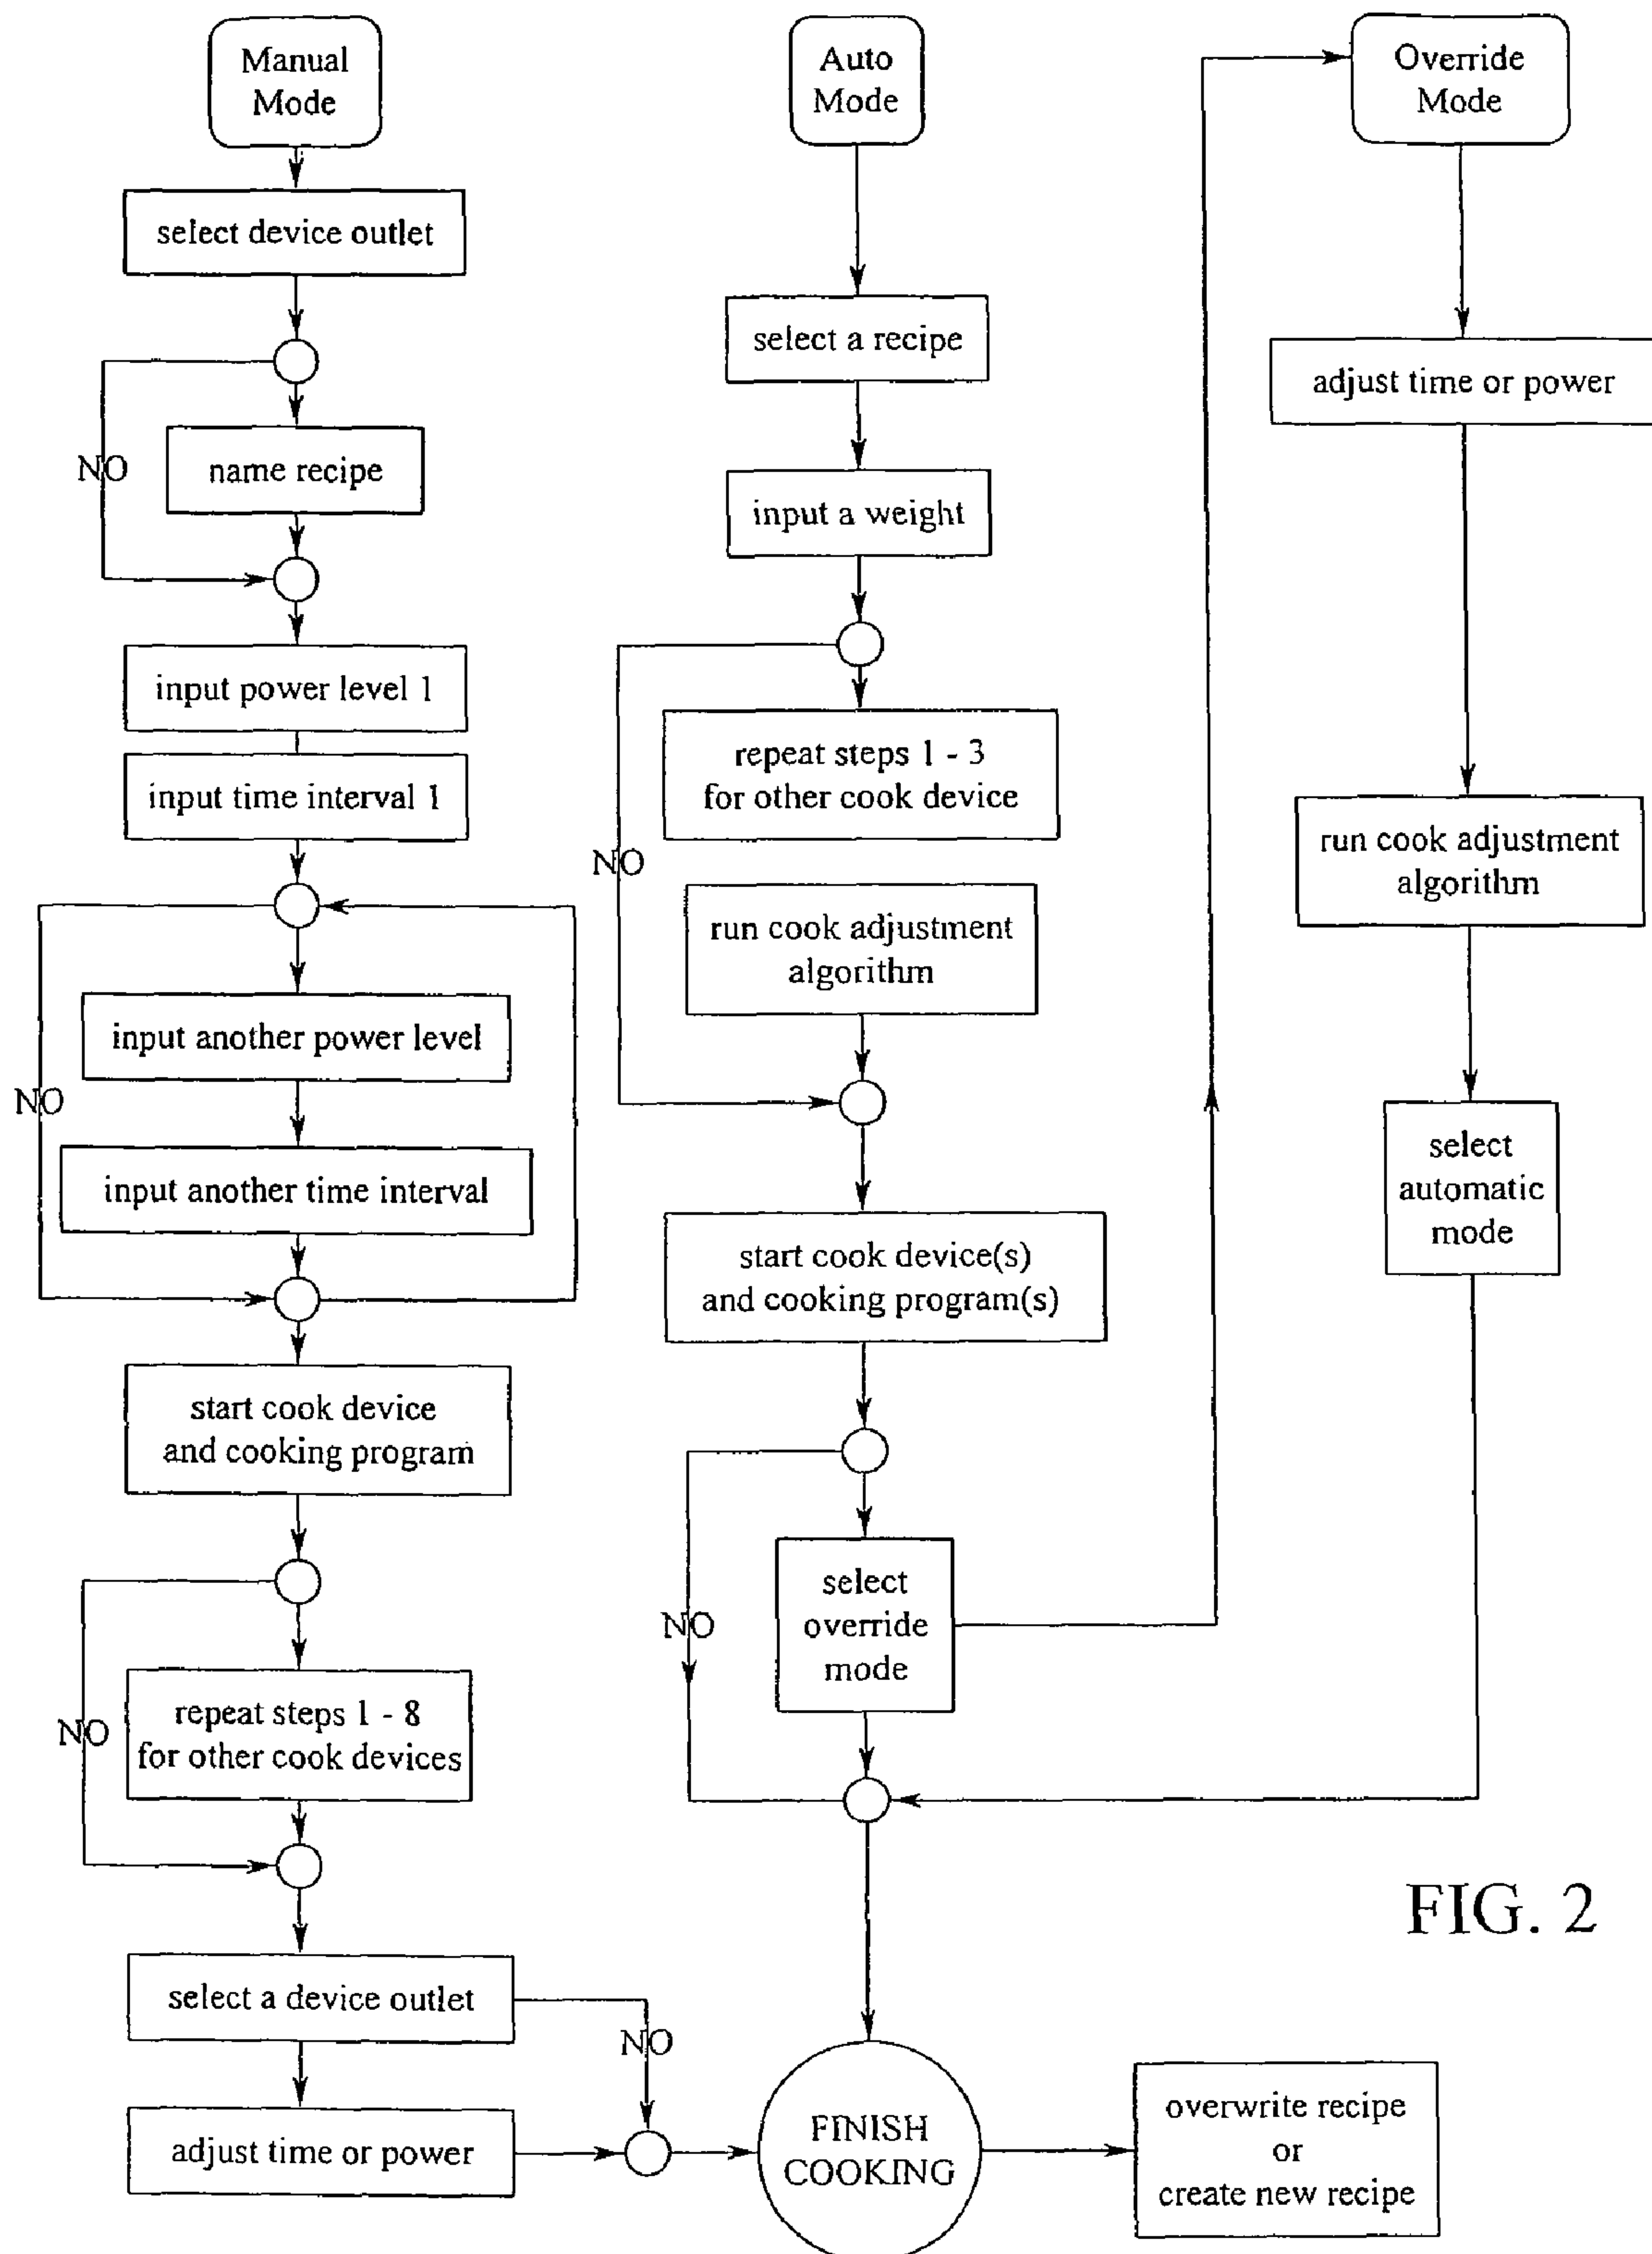 Manual
Mode
select device outlet
NO
name recipe
input power level 1
input time interval 1
input another power level
NO
input another time interval
start cook device
and cooking program
NO
repeat steps 1 - 8
for other cook devices
select a device outlet
NO
adjust time or power
Auto
Mode
select a recipe
input a weight
repeat steps 1 - 3
for other cook device
NO
run cook adjustment
algorithm
start cook device(s)
and cooking program(s)
NO
select
override
mode
Override
Mode
adjust time or power
run cook adjustment
algorithm
select
automatic
mode
FINISH
COOKING
overwrite recipe
or
create new recipe
FIG. 2